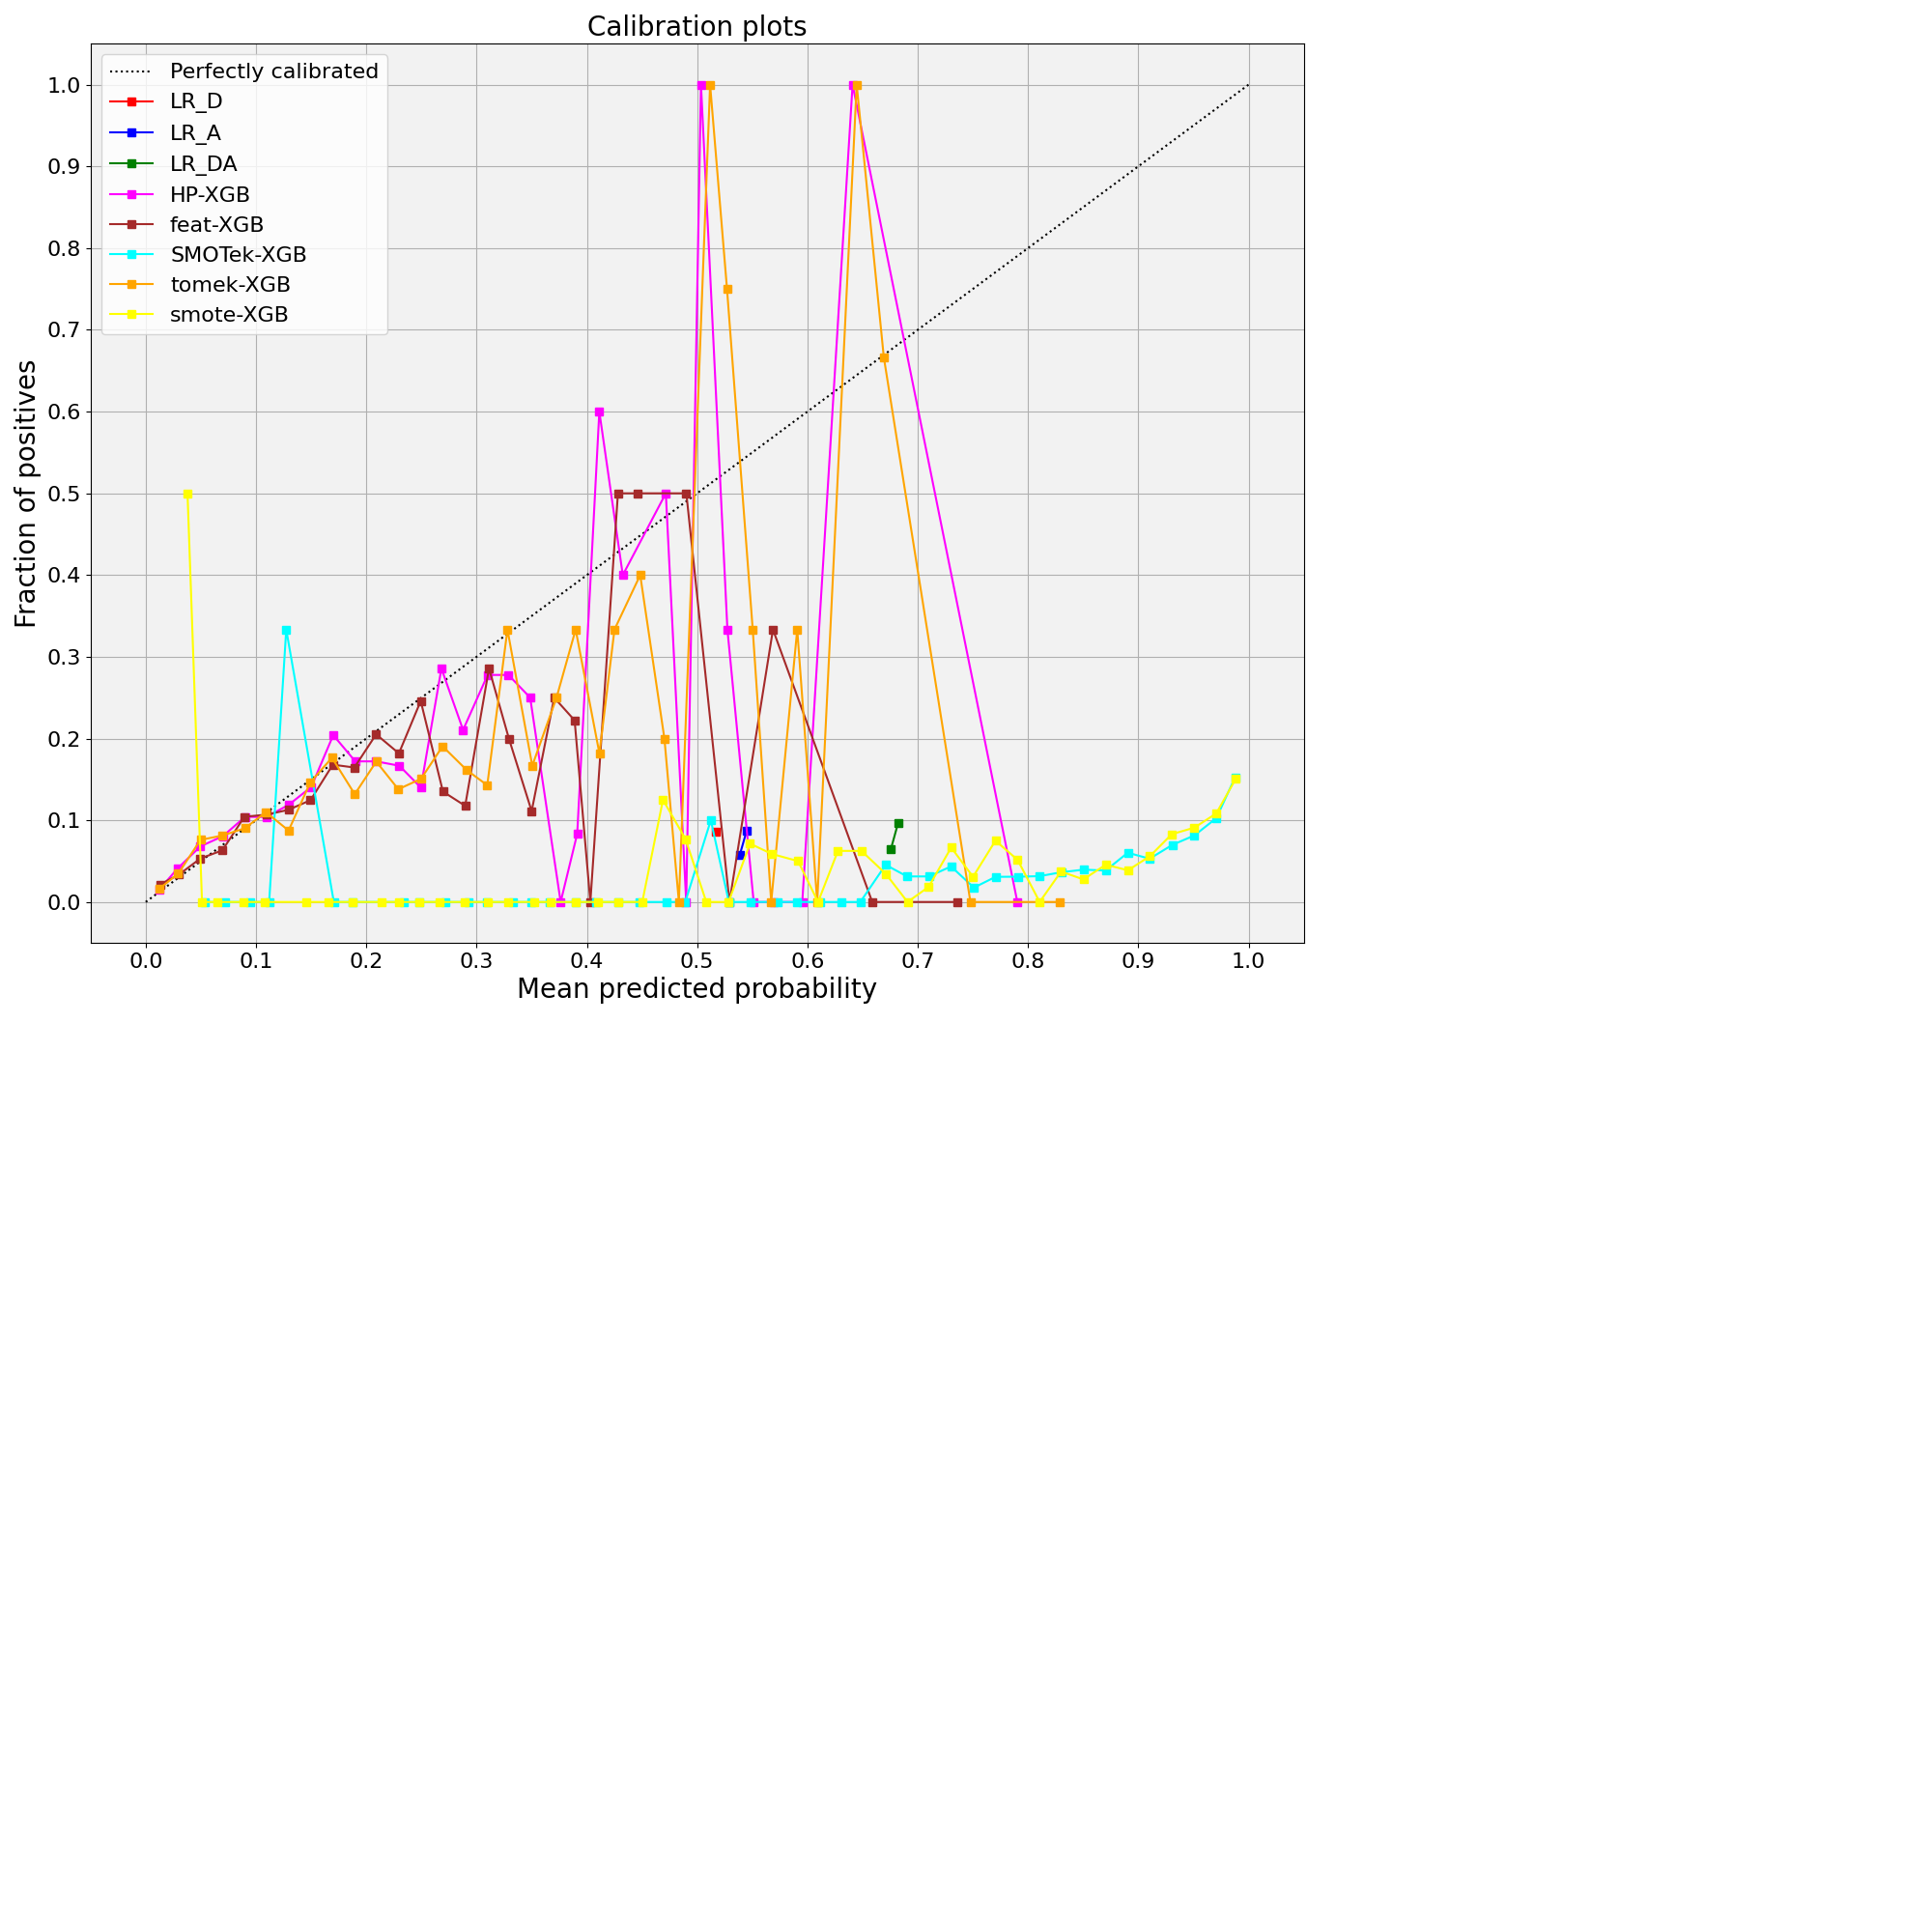 Calibration plots
Perfectly calibrated
LR_D
LR_A
LR_DA
HP-XGB
feat-XGB
SMOTek-XGB
tomek-XGB
smote-XGB
Fraction of positives
1.0
0.9
0.8
0.7
0.6
0.5
0.4
0.3
0.2
0.1
0.0
0.0 0.1 0.2 0.3 0.4 0.5 0.6 0.7 0.8 0.9 1.0
Mean predicted probability